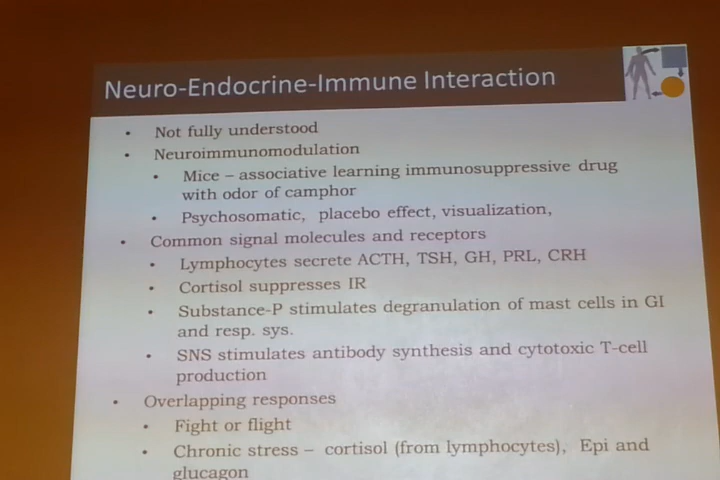 Neuro-Endocrine-Immune Interaction
• Not fully understood
• Neuroimmunomodulation
• Mice – associative learning immunosuppressive drug
with odor of camphor
• Psychosomatic, placebo effect, visualization,
• Common signal molecules and receptors
• Lymphocytes secrete ACTH, TSH, GH, PRL, CRH
• Cortisol suppresses IR
• Substance-P stimulates degranulation of mast cells in GI
and resp. sys.
• SNS stimulates antibody synthesis and cytotoxic T-cell
production
• Overlapping responses
• Fight or flight
• Chronic stress – cortisol (from lymphocytes), Epi and
glucagon